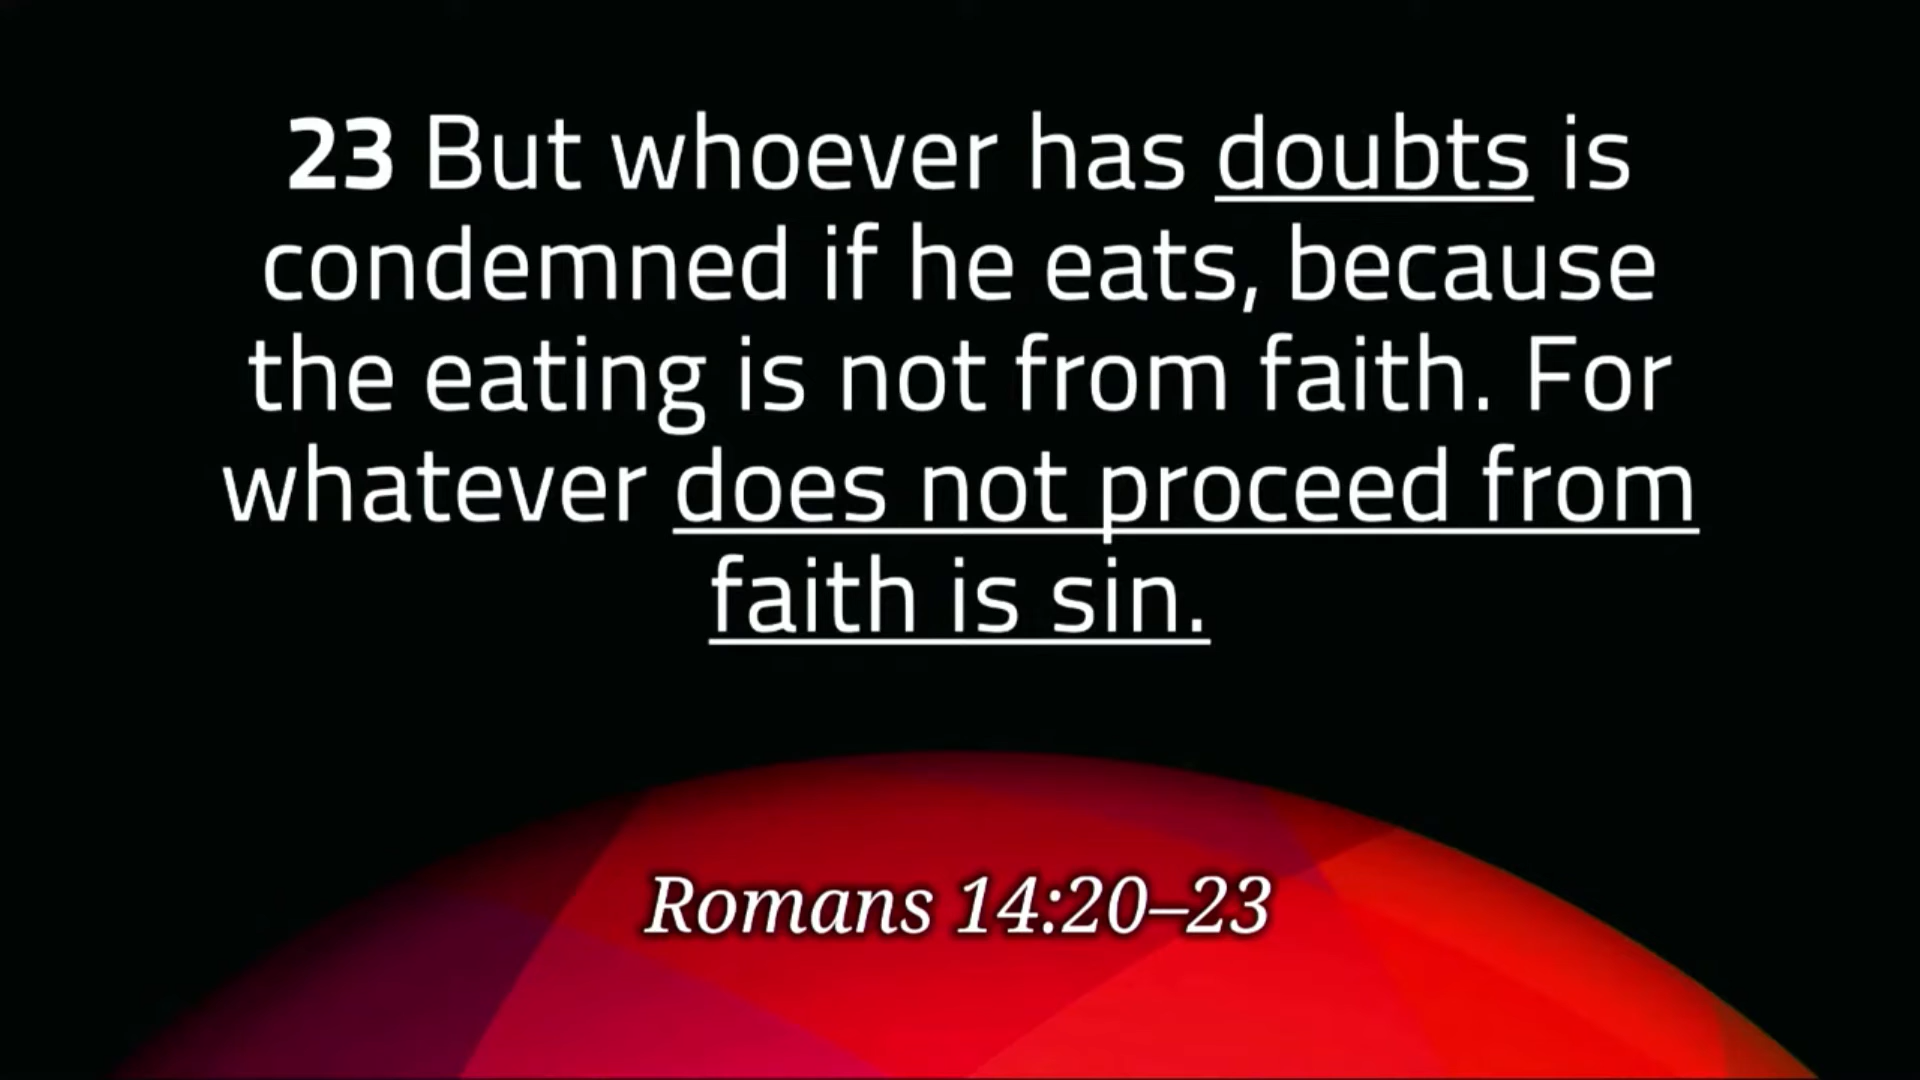 23 But whoever has doubts is
condemned if he eats, because
the eating is not from faith. For
whatever does not proceed from
faith is sin.
Romans 14:20–23